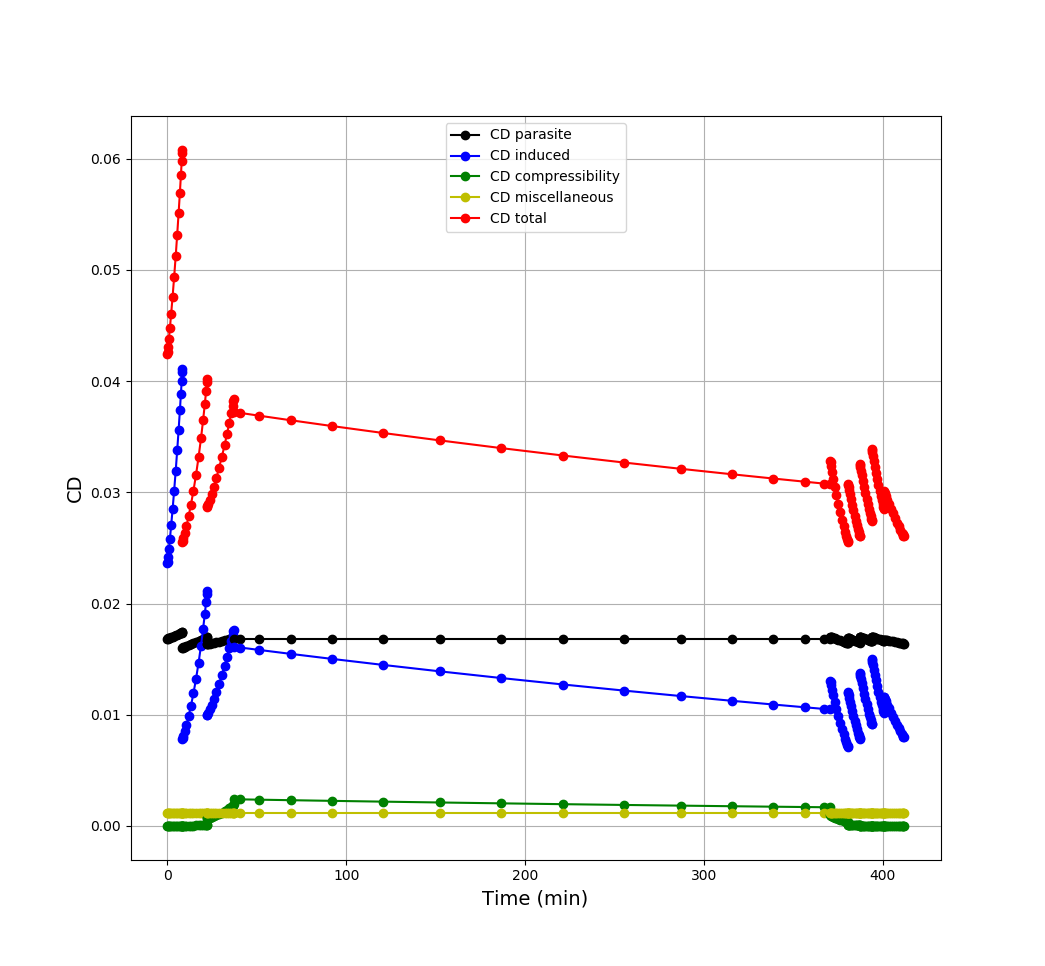 CD parasite
CD induced
CD compressibility
CD miscellaneous
CD total
0.06
0.05
0.04
0.03
0.02
0.01
0.00
CD
0 100 200 300 400
Time (min)